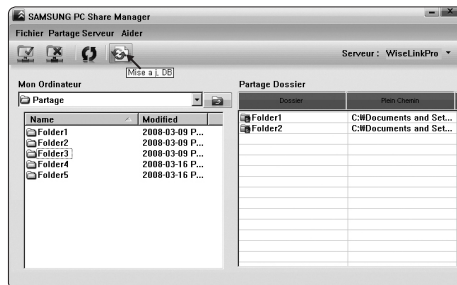 SAMSUNG PC Share Manager
Fichier Partage Serveur Aider
Serveur : WiseLinkPro
Mise a j, DB
Mon Ordinateur
Partage
Name Modified
Folder1 2008-03-09 P...
Folder2 2008-03-09 P...
Folder3 2008-03-09 P...
Folder4 2008-03-16 P...
Folder5 2008-03-16 P...
Partage Dossier
Dossier Plein Chemin
Folder1 C:₩Documents and Set...
Folder2 C:₩Documents and Set...